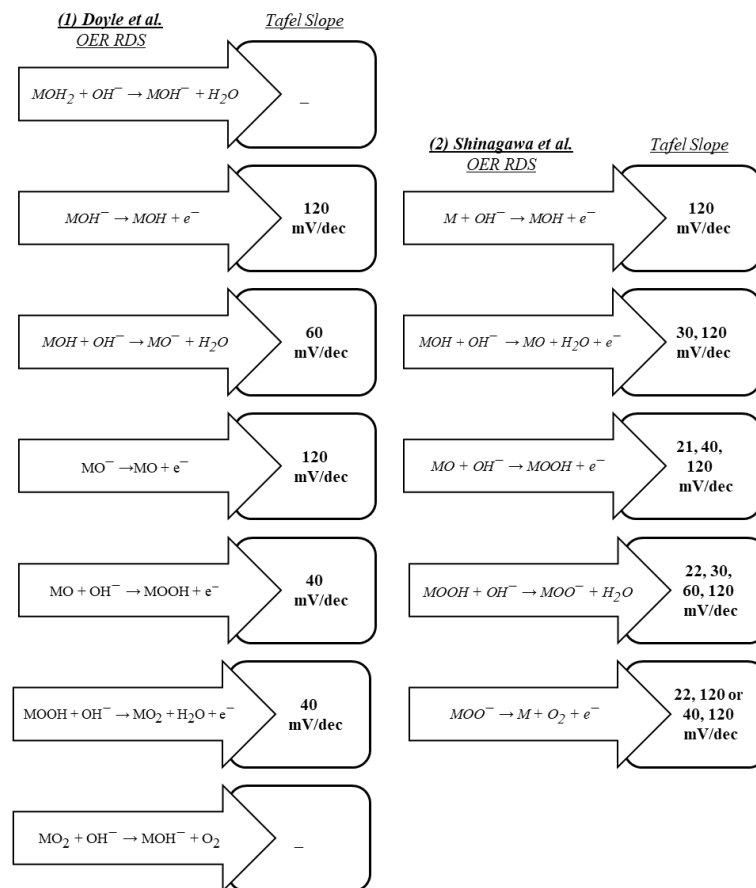 (1) Doyle et al.
OER RDS
Tafel Slope
MOH₂ + OH⁻ → MOH⁻ + H₂O
–
MOH⁻ → MOH + e⁻
120
mV/dec
MOH + OH⁻ → MO⁻ + H₂O
60
mV/dec
MO⁻ →MO + e⁻
120
mV/dec
MO + OH⁻ → MOOH + e⁻
40
mV/dec
MOOH + OH⁻ → MO₂ + H₂O + e⁻
40
mV/dec
MO₂ + OH⁻ → MOH⁻ + O₂
–
(2) Shinagawa et al.
OER RDS
Tafel Slope
M + OH⁻ → MOH + e⁻
120
mV/dec
MOH + OH⁻ → MO + H₂O + e⁻
30, 120
mV/dec
MO + OH⁻ → MOOH + e⁻
21, 40,
120
mV/dec
MOOH + OH⁻ → MOO⁻ + H₂O
22, 30,
60, 120
mV/dec
MOO⁻ → M + O₂ + e⁻
22, 120 or
40, 120
mV/dec